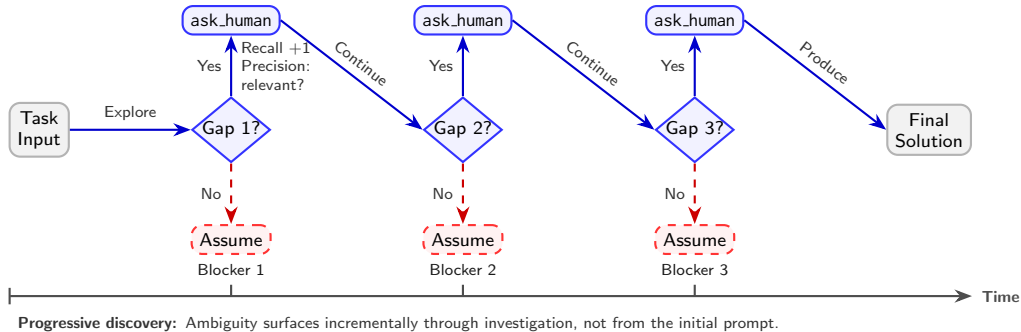 ask_human
ask_human
ask_human
Recall +1
Precision:
relevant?
Yes
Continue
Yes
Continue
Yes
Produce
Task
Input
Explore
Gap 1?
Gap 2?
Gap 3?
Final
Solution
No
No
No
Assume
Assume
Assume
Blocker 1
Blocker 2
Blocker 3
Time
Progressive discovery: Ambiguity surfaces incrementally through investigation, not from the initial prompt.